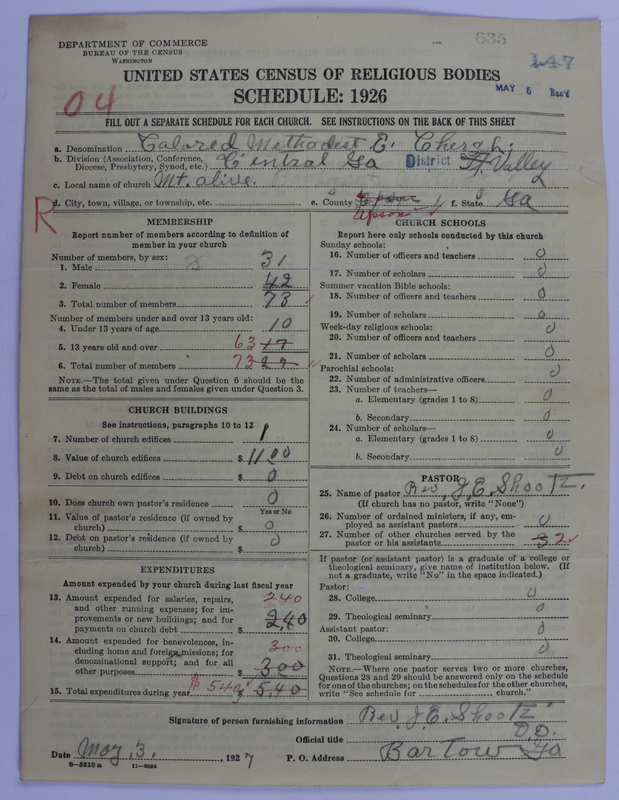 DEPARTMENT OF COMMERCE
BUREAU OF THE CENSUS
WASHINGTON
635
147
MAY 5 Rec'd
UNITED STATES CENSUS OF RELIGIOUS BODIES
SCHEDULE: 1926
04
FILL OUT A SEPARATE SCHEDULE FOR EACH CHURCH. SEE INSTRUCTIONS ON THE BACK OF THIS SHEET
a. Denomination Colored Methodest E. Cherch.
b. Division (Association, Conference, Diocese, Presbytery, Synod, etc.) Central Ga District Ft. Valley
c. Local name of church Mt. alive.
R
d. City, town, village, or township, etc. e. County Upson f. State Ga
Upson
MEMBERSHIP
Report number of members according to definition of
member in your church
Number of members, by sex:
1. Male 31
2. Female 42
3. Total number of members 73
Number of members under and over 13 years old:
4. Under 13 years of age 10
5. 13 years old and over 63 17
6. Total number of members 73 27
NOTE.—The total given under Question 6 should be the
same as the total of males and females given under Question 3.
CHURCH BUILDINGS
See instructions, paragraphs 10 to 12
7. Number of church edifices 1
8. Value of church edifices $1100
9. Debt on church edifices $ 0
10. Does church own pastor's residence 0
Yes or No
11. Value of pastor's residence (if owned by
church) $ 0
12. Debt on pastor's residence (if owned by
church) $ 0
EXPENDITURES
Amount expended by your church during last fiscal year
13. Amount expended for salaries, repairs, 240
and other running expenses; for im-
provements or new buildings; and for
payments on church debt $ 240
14. Amount expended for benevolences, in- 300
cluding home and foreign missions; for
denominational support; and for all
other purposes $ 300
15. Total expenditures during year $540 $ 540
CHURCH SCHOOLS
Report here only schools conducted by this church
Sunday schools:
16. Number of officers and teachers 0
17. Number of scholars 0
Summer vacation Bible schools:
18. Number of officers and teachers 0
19. Number of scholars 0
Week-day religious schools:
20. Number of officers and teachers 0
21. Number of scholars 0
Parochial schools:
22. Number of administrative officers 0
23. Number of teachers—
a. Elementary (grades 1 to 8) 0
b. Secondary 0
24. Number of scholars—
a. Elementary (grades 1 to 8) 0
b. Secondary 0
PASTOR
25. Name of pastor Rev. J. E. Shootz.
(If church has no pastor, write "None")
26. Number of ordained ministers, if any, em-
ployed as assistant pastors 0
27. Number of other churches served by the
pastor or his assistants 3 2
If pastor (or assistant pastor) is a graduate of a college or
theological seminary, give name of institution below. (If
not a graduate, write "No" in the space indicated.)
Pastor:
28. College 0
29. Theological seminary 0
Assistant pastor:
30. College 0
31. Theological seminary 0
NOTE.—Where one pastor serves two or more churches,
Questions 28 and 29 should be answered only on the schedule
for one of the churches; on the schedules for the other churches,
write "See schedule for church."
Signature of person furnishing information Rev. J. E. Shootz
Official title D.D.
Date May 3. , 1927 P. O. Address Bartow Ga
8—5518a 11—9024